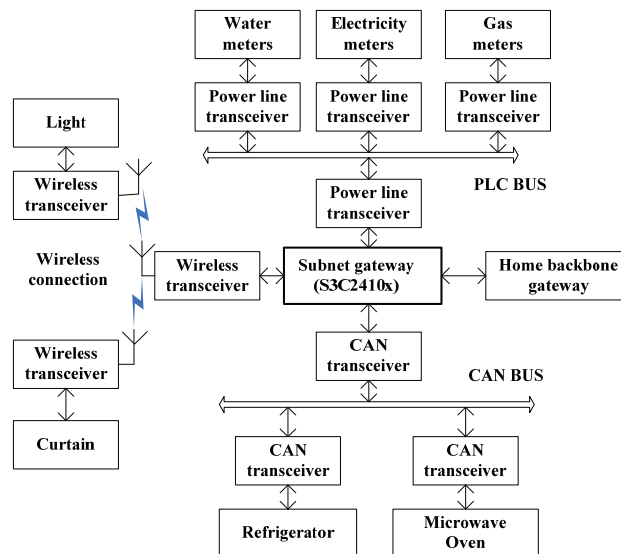 Water
meters
Electricity
meters
Gas
meters
Power line
transceiver
Power line
transceiver
Power line
transceiver
Light
Wireless
transceiver
PLC BUS
Power line
transceiver
Wireless
connection
Wireless
transceiver
Subnet gateway
(S3C2410x)
Home backbone
gateway
Wireless
transceiver
CAN
transceiver
CAN BUS
Curtain
CAN
transceiver
CAN
transceiver
Refrigerator
Microwave
Oven